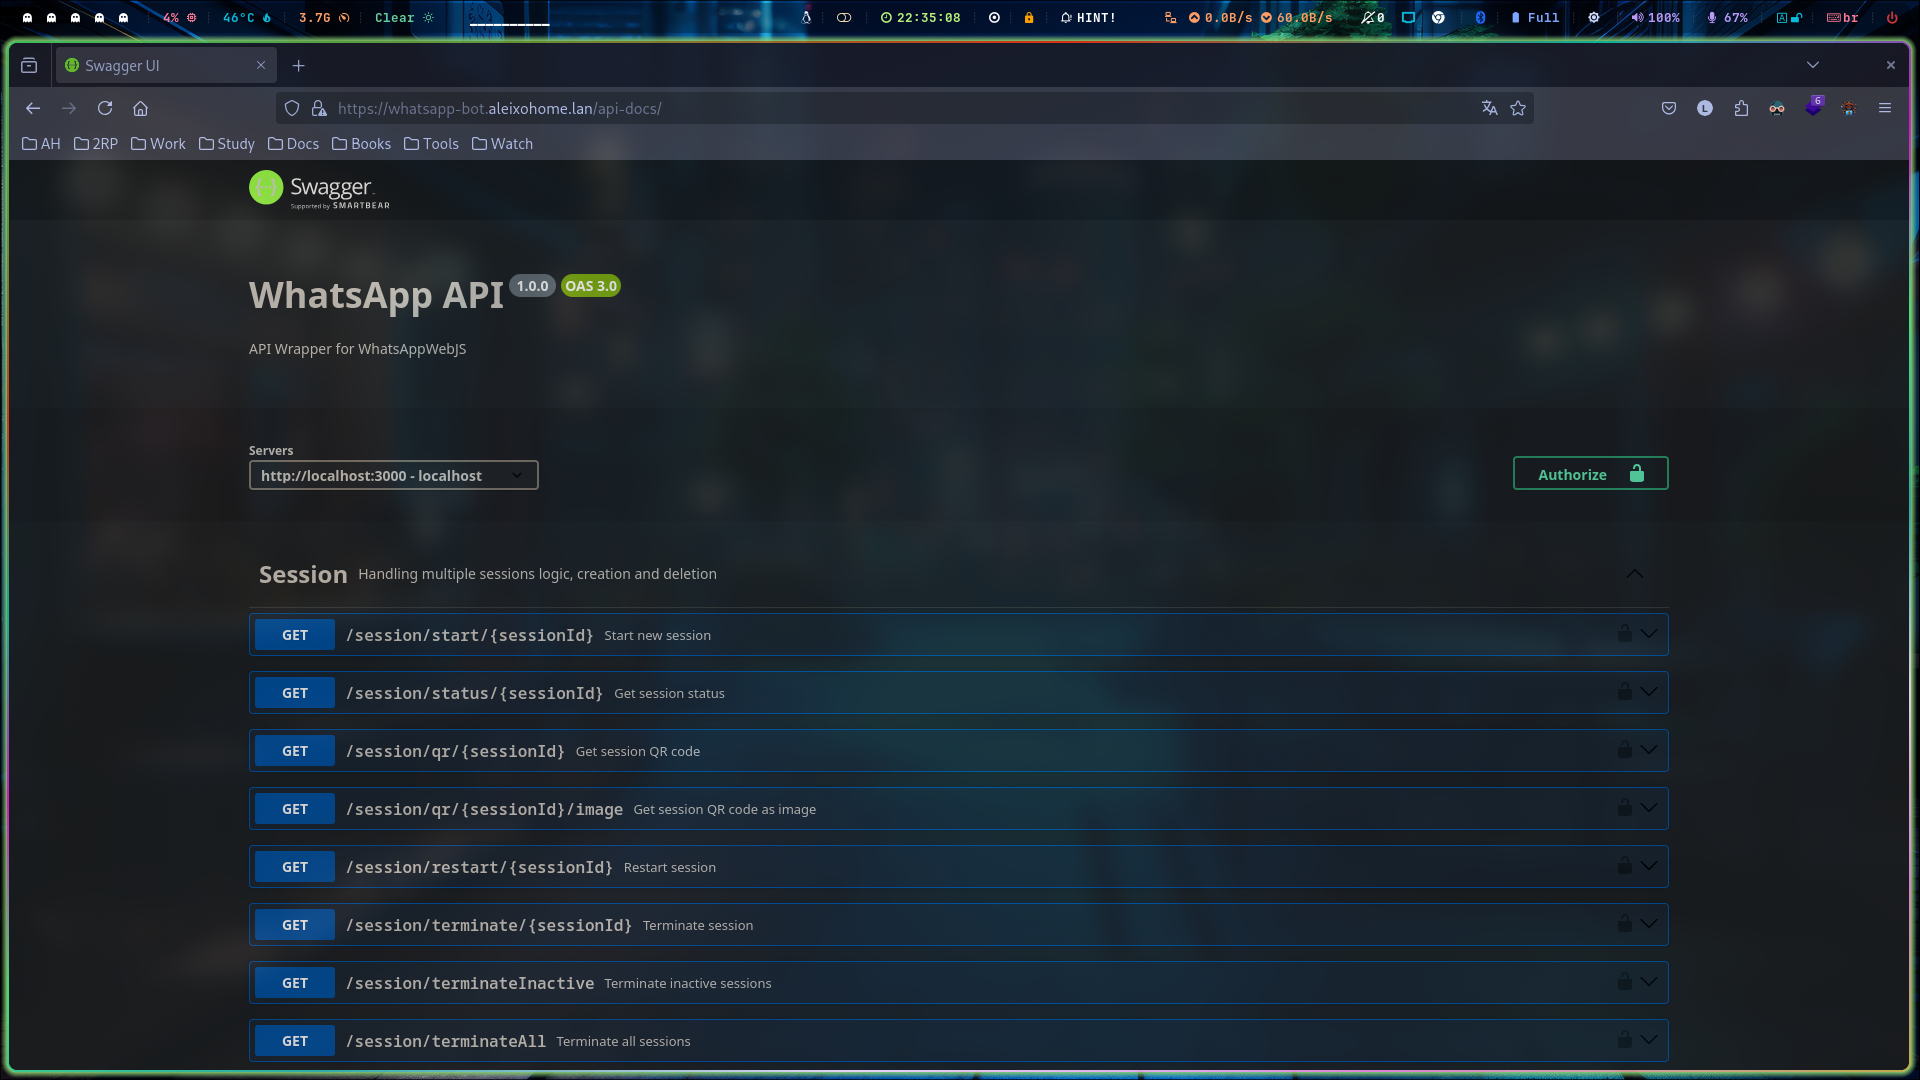 4% 46°C 3.7G Clear 22:35:08 HINT! 0.0B/s 60.0B/s 0 Full 100% 67% A br
Swagger UI
https://whatsapp-bot.aleixohome.lan/api-docs/ L 6
AH 2RP Work Study Docs Books Tools Watch
Swagger
Supported by SMARTBEAR
WhatsApp API 1.0.0 OAS 3.0
API Wrapper for WhatsAppWebJS
Servers
http://localhost:3000 - localhost
Authorize
Session Handling multiple sessions logic, creation and deletion
GET /session/start/{sessionId} Start new session
GET /session/status/{sessionId} Get session status
GET /session/qr/{sessionId} Get session QR code
GET /session/qr/{sessionId}/image Get session QR code as image
GET /session/restart/{sessionId} Restart session
GET /session/terminate/{sessionId} Terminate session
GET /session/terminateInactive Terminate inactive sessions
GET /session/terminateAll Terminate all sessions